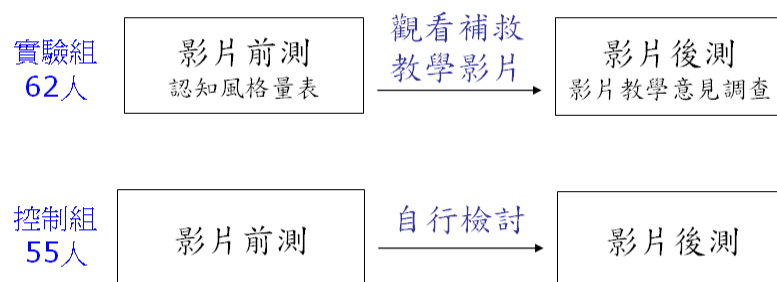 實驗組
62人
影片前測
認知風格量表
觀看補救
教學影片
影片後測
影片教學意見調查
控制組
55人
影片前測
自行檢討
影片後測